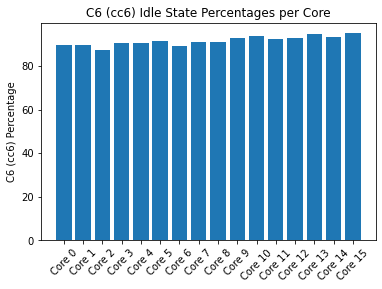 C6 (cc6) Idle State Percentages per Core
C6 (cc6) Percentage
80
60
40
20
0
Core 0
Core 1
Core 2
Core 3
Core 4
Core 5
Core 6
Core 7
Core 8
Core 9
Core 10
Core 11
Core 12
Core 13
Core 14
Core 15